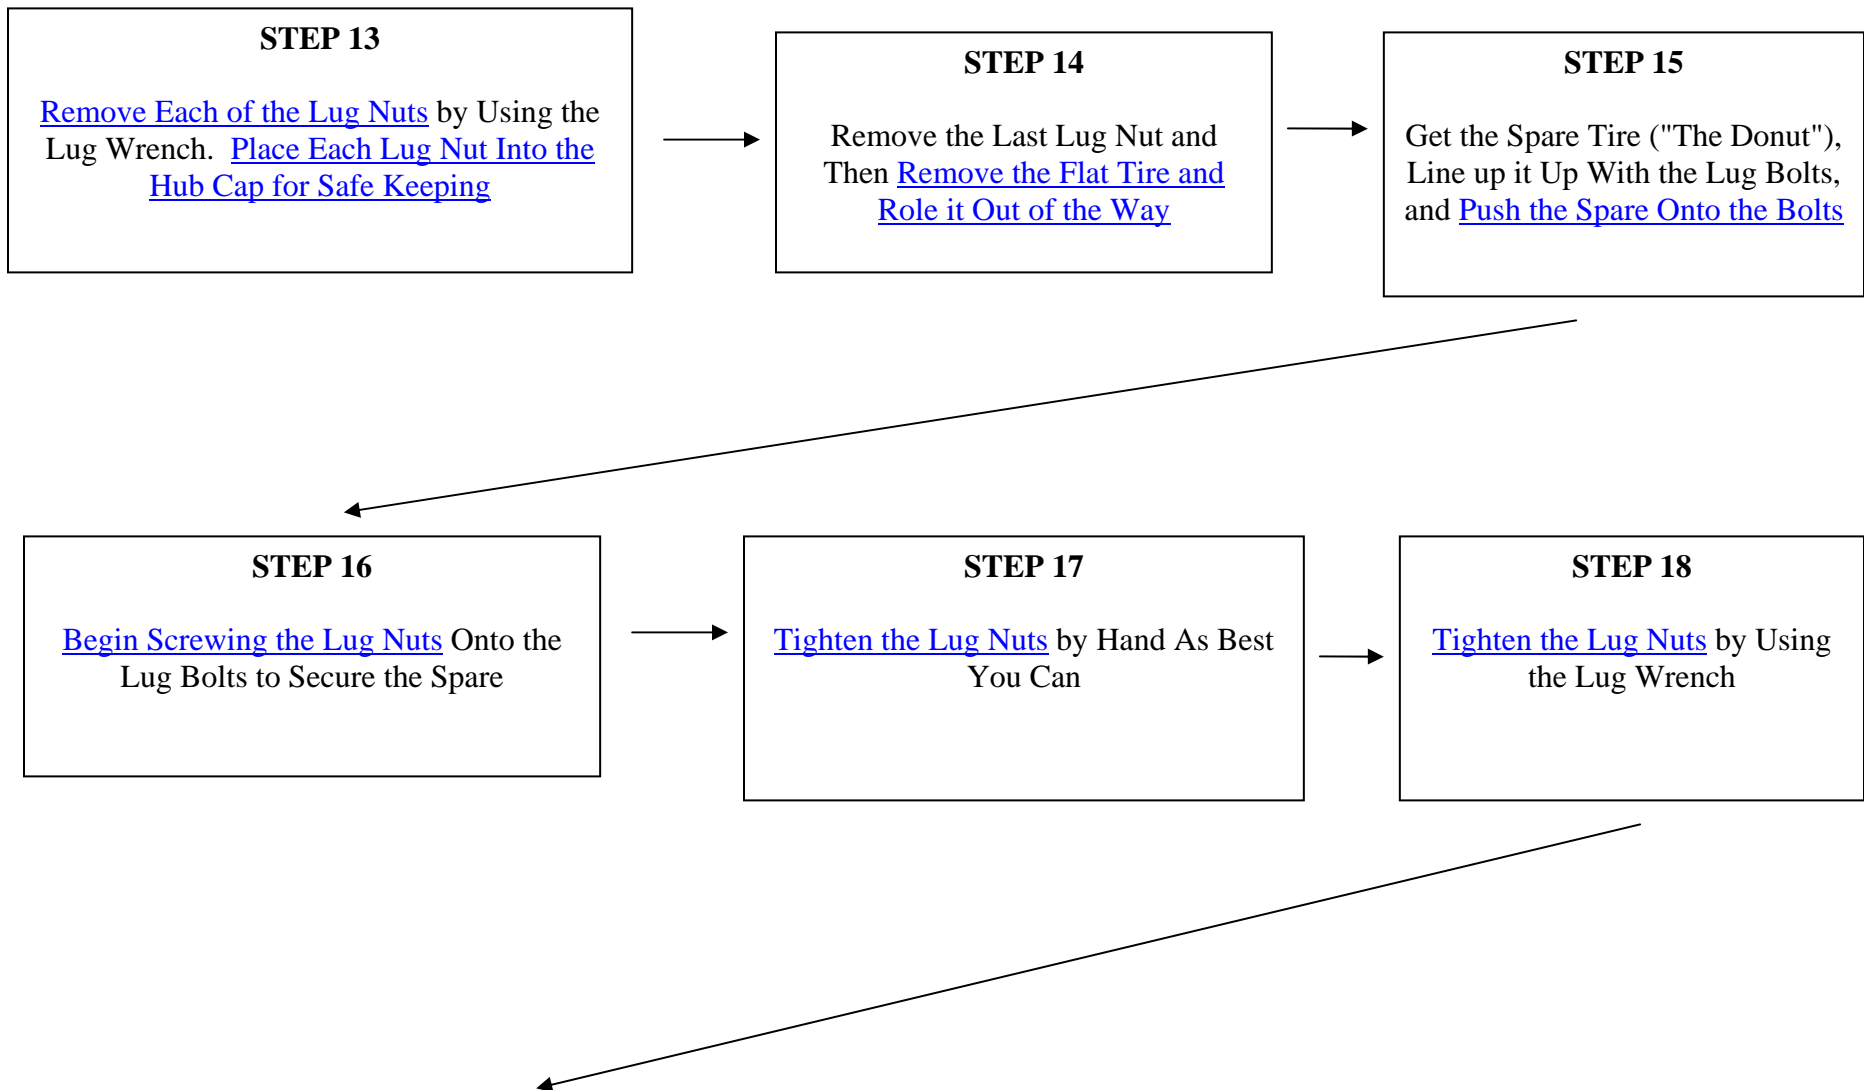 STEP 13
Remove Each of the Lug Nuts by Using the
Lug Wrench.  Place Each Lug Nut Into the
Hub Cap for Safe Keeping
STEP 14
Remove the Last Lug Nut and
Then Remove the Flat Tire and
Role it Out of the Way
STEP 15
Get the Spare Tire ("The Donut"),
Line up it Up With the Lug Bolts,
and Push the Spare Onto the Bolts
STEP 16
Begin Screwing the Lug Nuts Onto the
Lug Bolts to Secure the Spare
STEP 17
Tighten the Lug Nuts by Hand As Best
You Can
STEP 18
Tighten the Lug Nuts by Using
the Lug Wrench